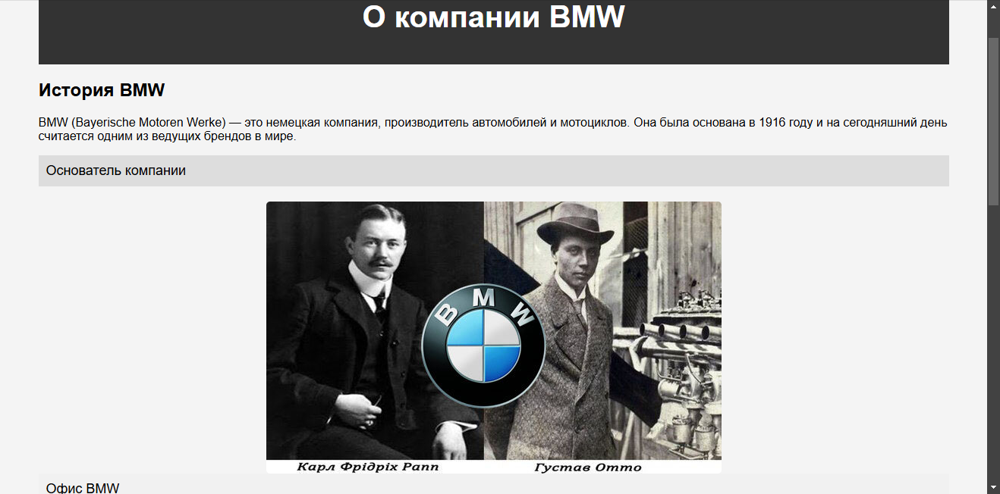 О компании BMW
История BMW
BMW (Bayerische Motoren Werke) — это немецкая компания, производитель автомобилей и мотоциклов. Она была основана в 1916 году и на сегодняшний день
считается одним из ведущих брендов в мире.
Основатель компании
BMW
Карл Фрідріх Рапп
Густав Отто
Офис BMW